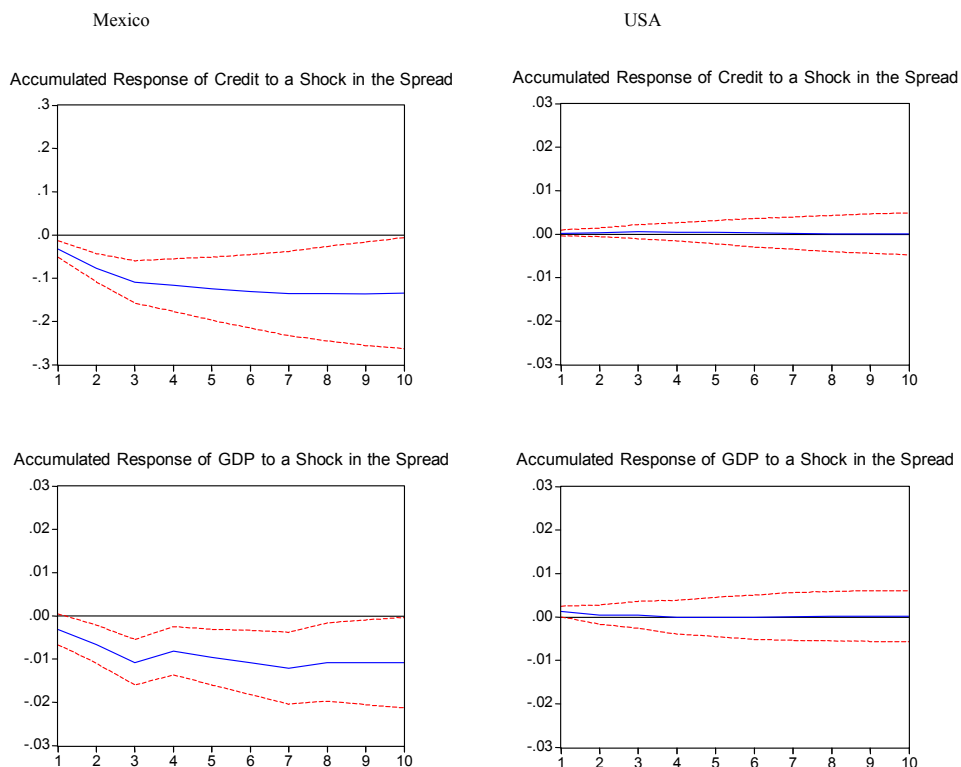 Mexico
USA
Accumulated Response of Credit to a Shock in the Spread
.3
.2
.1
.0
-.1
-.2
-.3
1 2 3 4 5 6 7 8 9 10
Accumulated Response of Credit to a Shock in the Spread
.03
.02
.01
.00
-.01
-.02
-.03
1 2 3 4 5 6 7 8 9 10
Accumulated Response of GDP to a Shock in the Spread
.03
.02
.01
.00
-.01
-.02
-.03
1 2 3 4 5 6 7 8 9 10
Accumulated Response of GDP to a Shock in the Spread
.03
.02
.01
.00
-.01
-.02
-.03
1 2 3 4 5 6 7 8 9 10